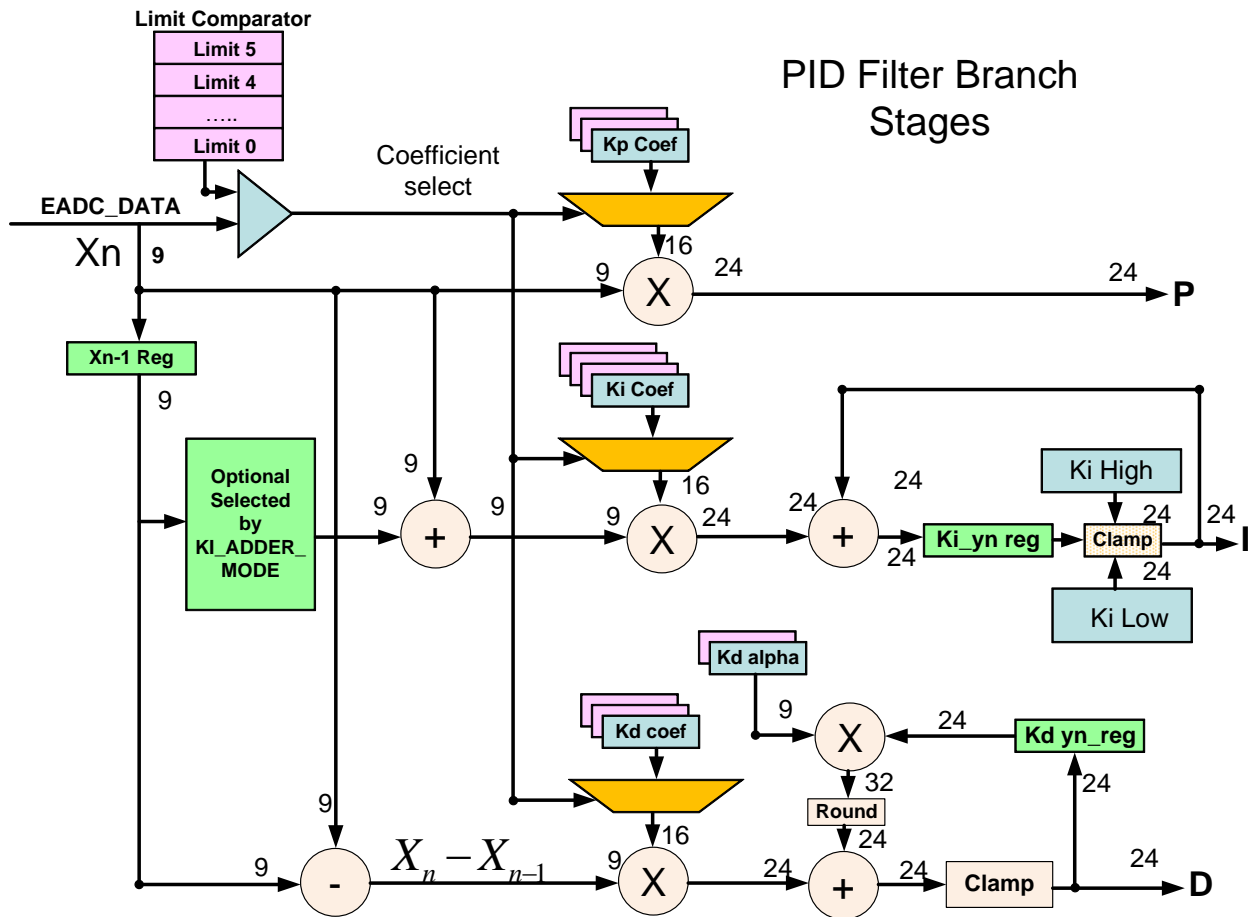 Limit Comparator
Limit 5
Limit 4
.....
Limit 0
PID Filter Branch
Stages
Kp Coef
Coefficient
select
EADC_DATA
Xn
9
16
9
X
24
24
P
Xn-1 Reg
9
Ki Coef
Optional
Selected
by
KI_ADDER_
MODE
9
9
+
9
16
9
X
24
24
24
+
24
Ki_yn reg
Ki High
24
Clamp
24
24
I
Ki Low
Kd alpha
9
X
24
Kd yn_reg
24
32
Round
24
Kd coef
9
16
9
-
Xn − Xn−1
9
X
24
+
24
Clamp
24
D